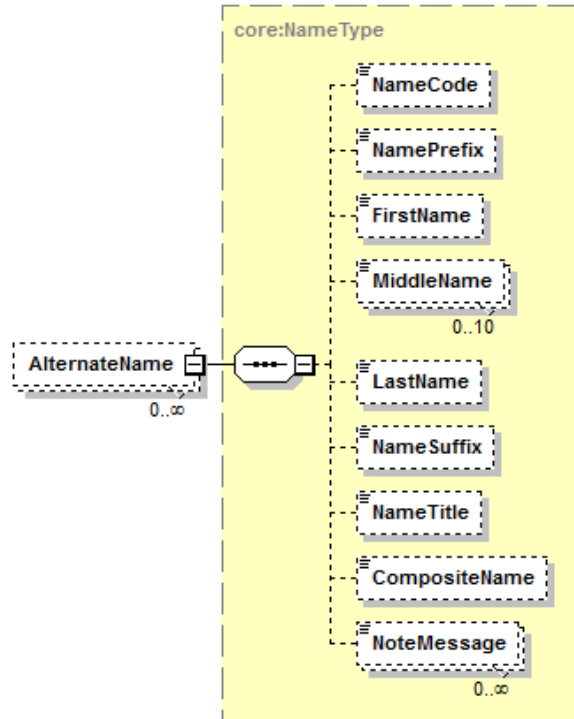 core:NameType
NameCode
NamePrefix
FirstName
MiddleName
0..10
AlternateName
0..∞
LastName
NameSuffix
NameTitle
CompositeName
NoteMessage
0..∞